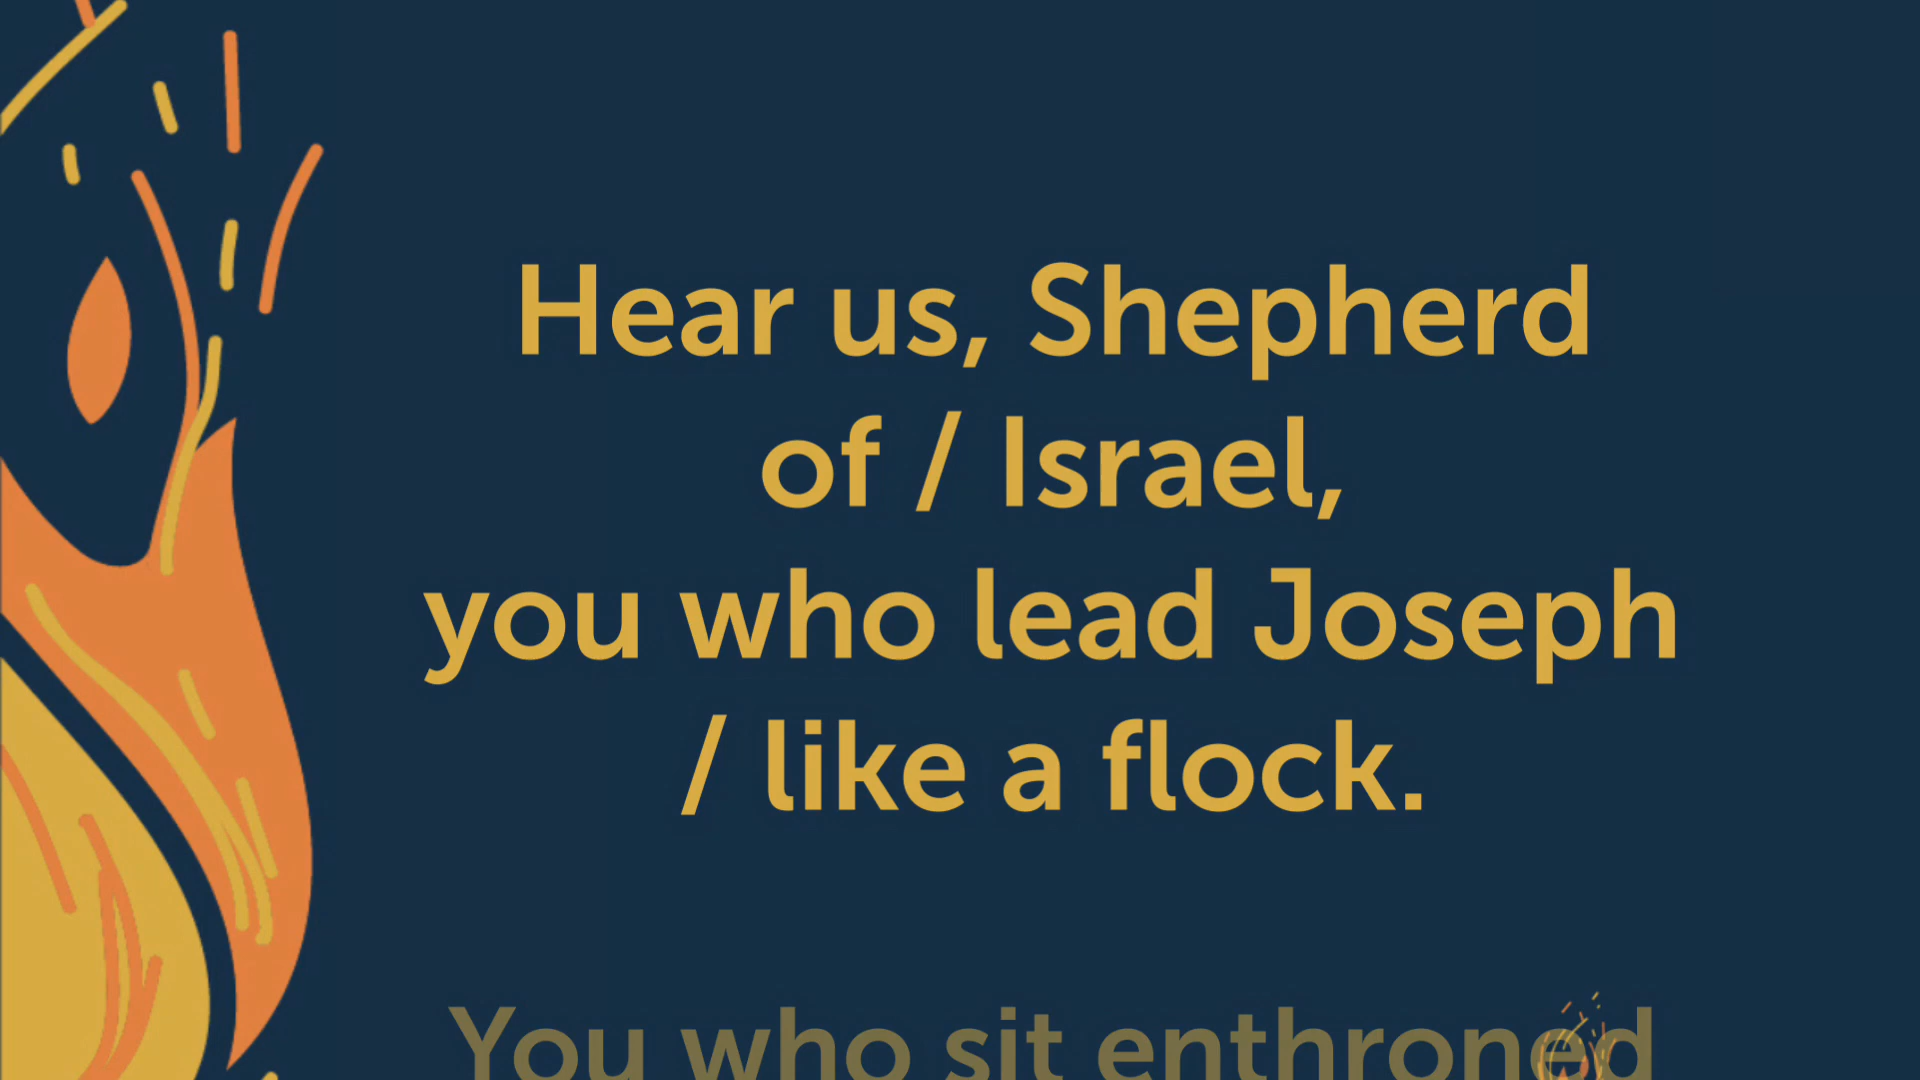 Hear us, Shepherd
of / Israel,
you who lead Joseph
/ like a flock.
You who sit enthroned